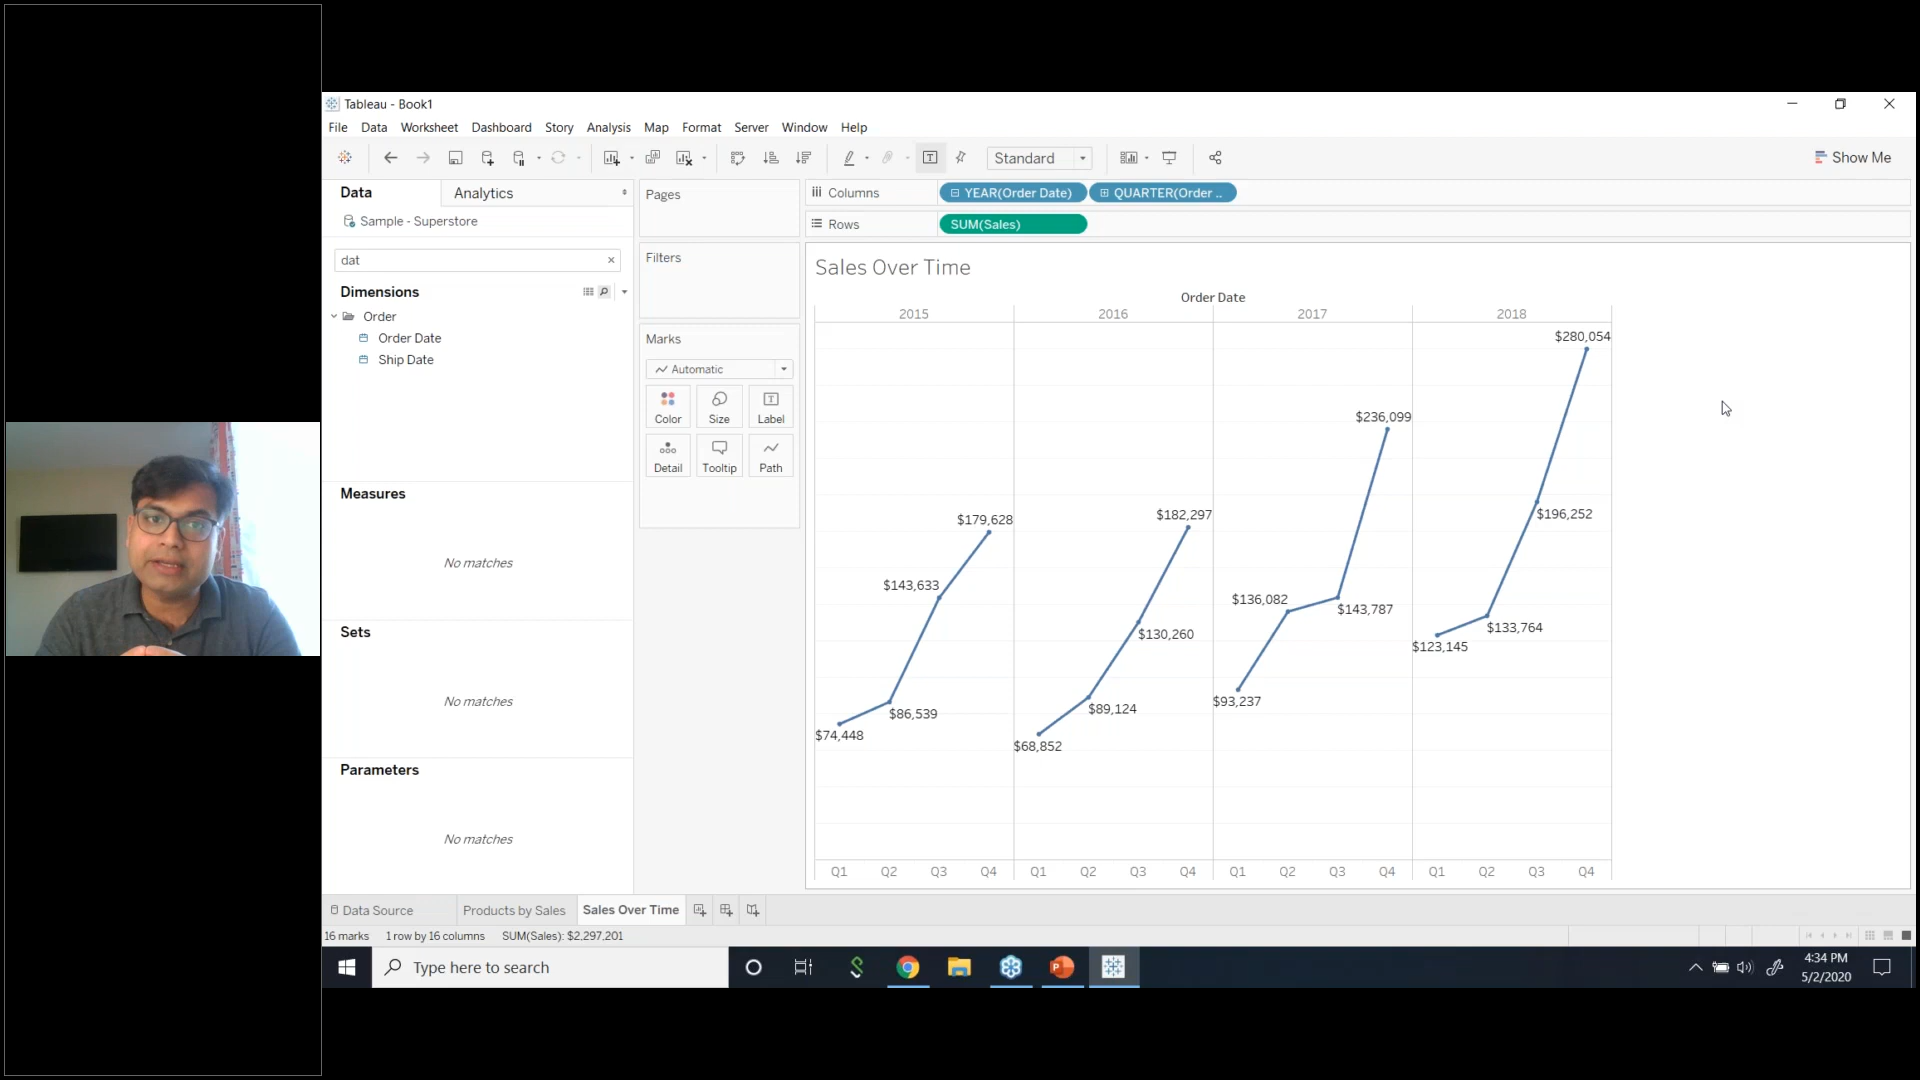 Tableau - Book1
File Data Worksheet Dashboard Story Analysis Map Format Server Window Help
Standard
Show Me
Data Analytics
Sample - Superstore
dat
Dimensions
Order
Order Date
Ship Date
Measures
No matches
Sets
No matches
Parameters
No matches
Pages
Filters
Marks
Automatic
Color Size Label
Detail Tooltip Path
Columns YEAR(Order Date) QUARTER(Order ..
Rows SUM(Sales)
Sales Over Time
Order Date
2015 2016 2017 2018
$280,054
$236,099
$179,628 $182,297 $196,252
$143,633 $136,082 $143,787
$130,260 $133,764
$123,145
$86,539 $89,124 $93,237
$74,448 $68,852
Q1 Q2 Q3 Q4 Q1 Q2 Q3 Q4 Q1 Q2 Q3 Q4 Q1 Q2 Q3 Q4
Data Source Products by Sales Sales Over Time
16 marks 1 row by 16 columns SUM(Sales): $2,297,201
Type here to search
4:34 PM
5/2/2020